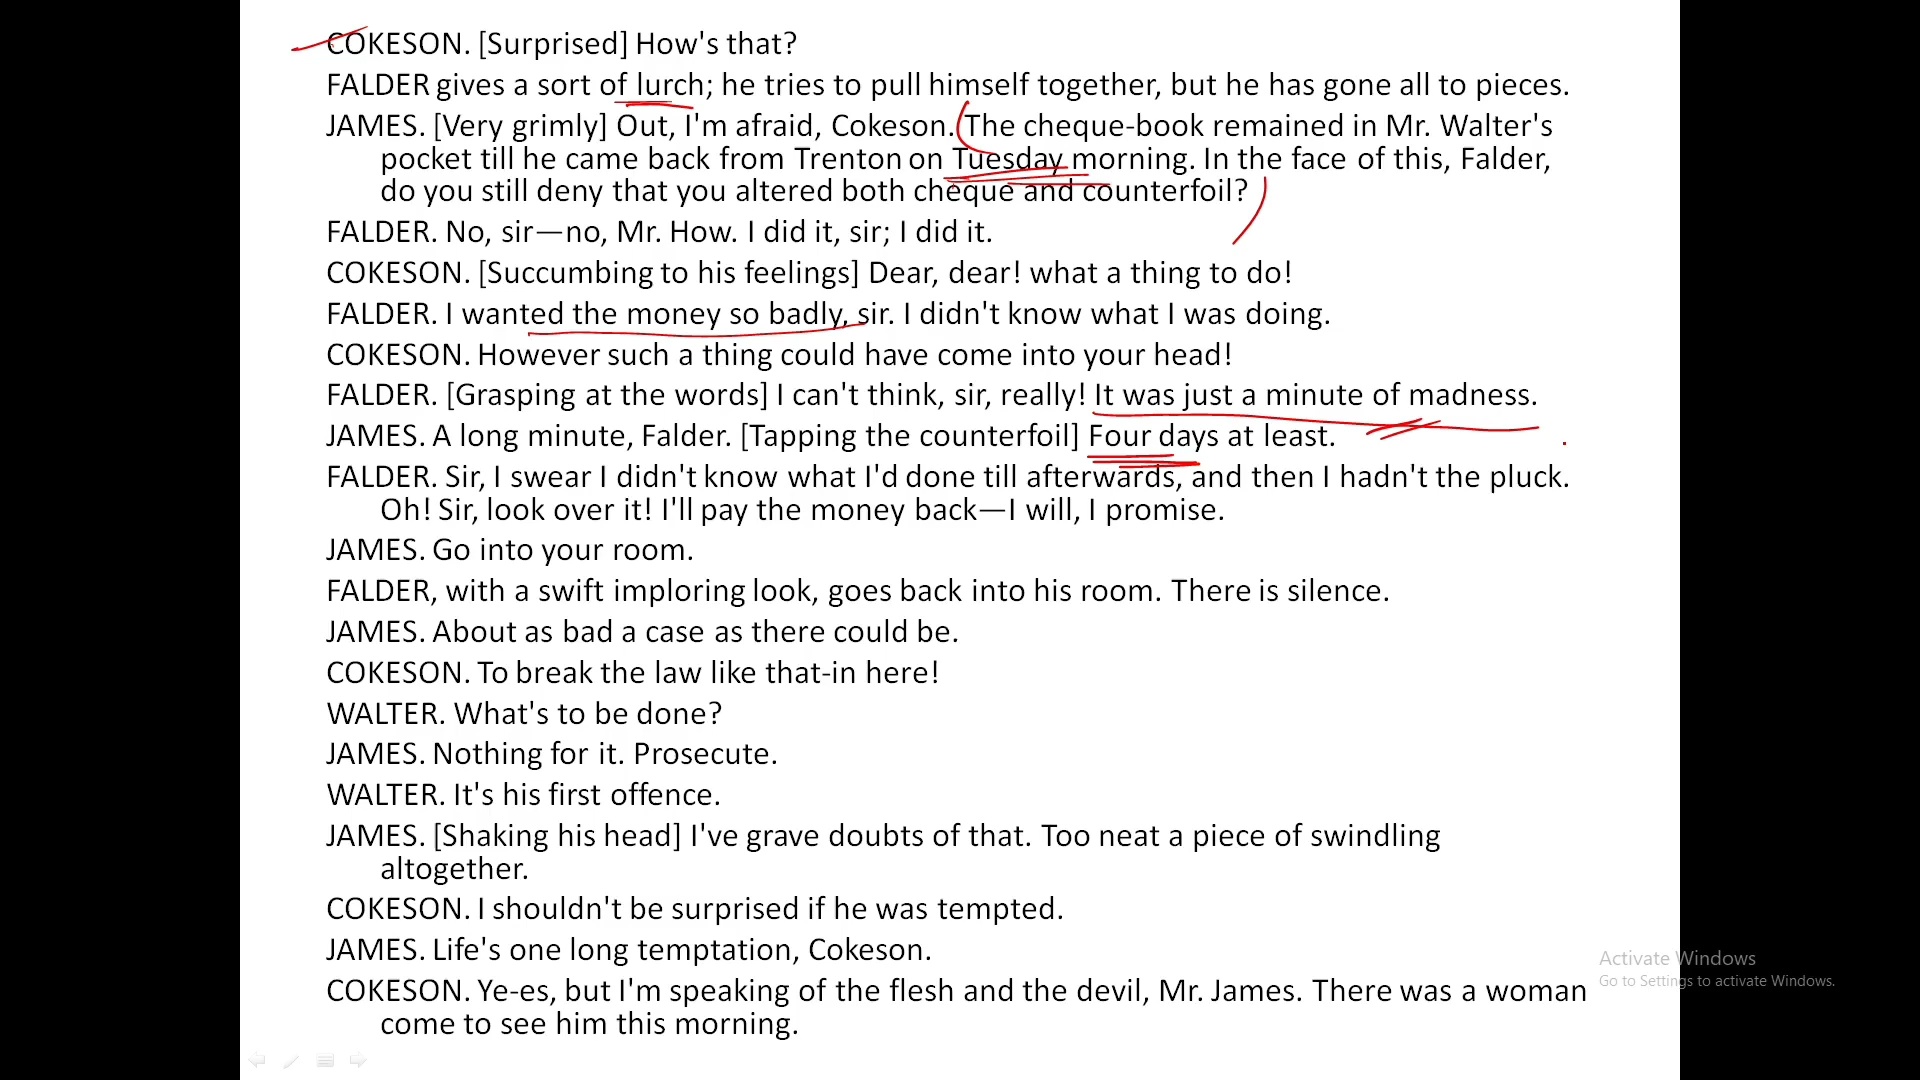 COKESON. [Surprised] How's that?
FALDER gives a sort of lurch; he tries to pull himself together, but he has gone all to pieces.
JAMES. [Very grimly] Out, I'm afraid, Cokeson. The cheque-book remained in Mr. Walter's
pocket till he came back from Trenton on Tuesday morning. In the face of this, Falder,
do you still deny that you altered both cheque and counterfoil?
FALDER. No, sir—no, Mr. How. I did it, sir; I did it.
COKESON. [Succumbing to his feelings] Dear, dear! what a thing to do!
FALDER. I wanted the money so badly, sir. I didn't know what I was doing.
COKESON. However such a thing could have come into your head!
FALDER. [Grasping at the words] I can't think, sir, really! It was just a minute of madness.
JAMES. A long minute, Falder. [Tapping the counterfoil] Four days at least.
FALDER. Sir, I swear I didn't know what I'd done till afterwards, and then I hadn't the pluck.
Oh! Sir, look over it! I'll pay the money back—I will, I promise.
JAMES. Go into your room.
FALDER, with a swift imploring look, goes back into his room. There is silence.
JAMES. About as bad a case as there could be.
COKESON. To break the law like that-in here!
WALTER. What's to be done?
JAMES. Nothing for it. Prosecute.
WALTER. It's his first offence.
JAMES. [Shaking his head] I've grave doubts of that. Too neat a piece of swindling
altogether.
COKESON. I shouldn't be surprised if he was tempted.
JAMES. Life's one long temptation, Cokeson.
COKESON. Ye-es, but I'm speaking of the flesh and the devil, Mr. James. There was a woman
come to see him this morning.
Activate Windows
Go to Settings to activate Windows.